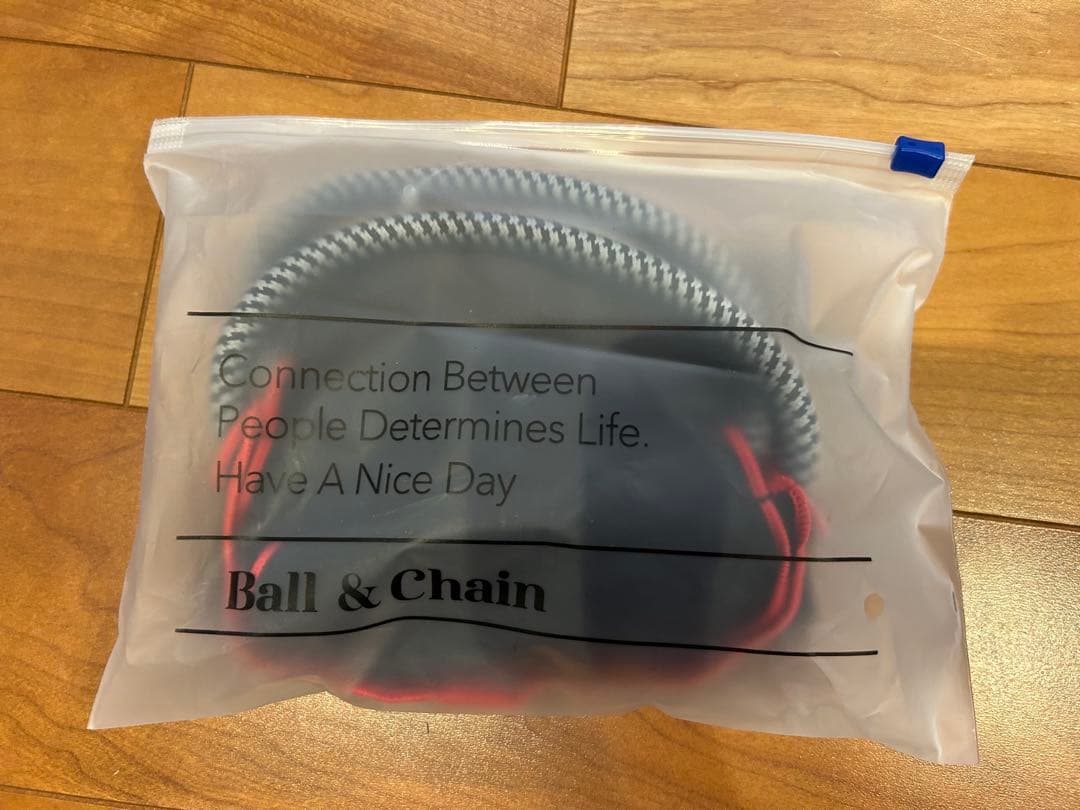 Connection Between
People Determines Life.
Have A Nice Day
Ball & Chain